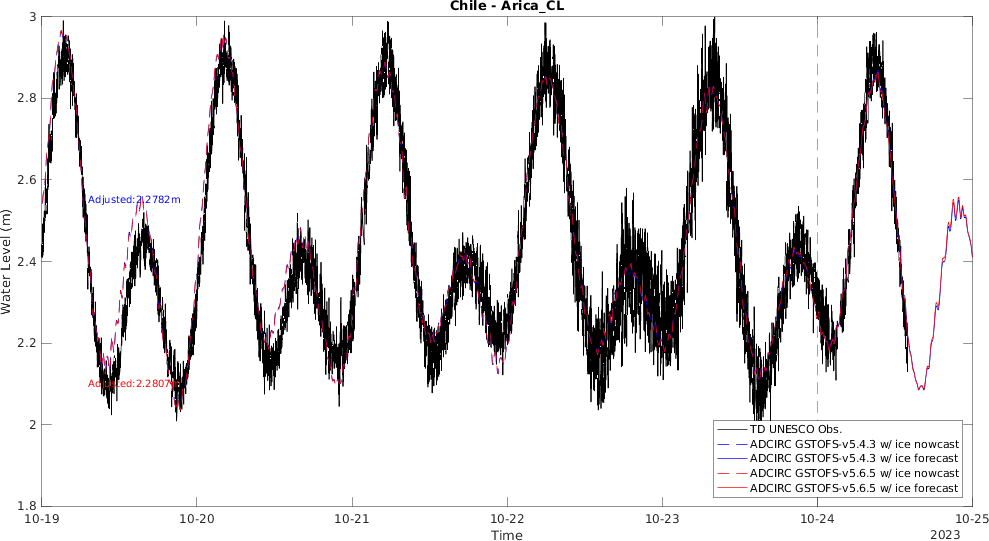 Chile - Arica_CL
3
2.8
2.6
2.4
2.2
2
1.8
Water Level (m)
Adjusted:2.2782m
Adjusted:2.2807m
TD UNESCO Obs.
ADCIRC GSTOFS-v5.4.3 w/ ice nowcast
ADCIRC GSTOFS-v5.4.3 w/ ice forecast
ADCIRC GSTOFS-v5.6.5 w/ ice nowcast
ADCIRC GSTOFS-v5.6.5 w/ ice forecast
10-19
10-20
10-21
10-22
10-23
10-24
10-25
Time
2023